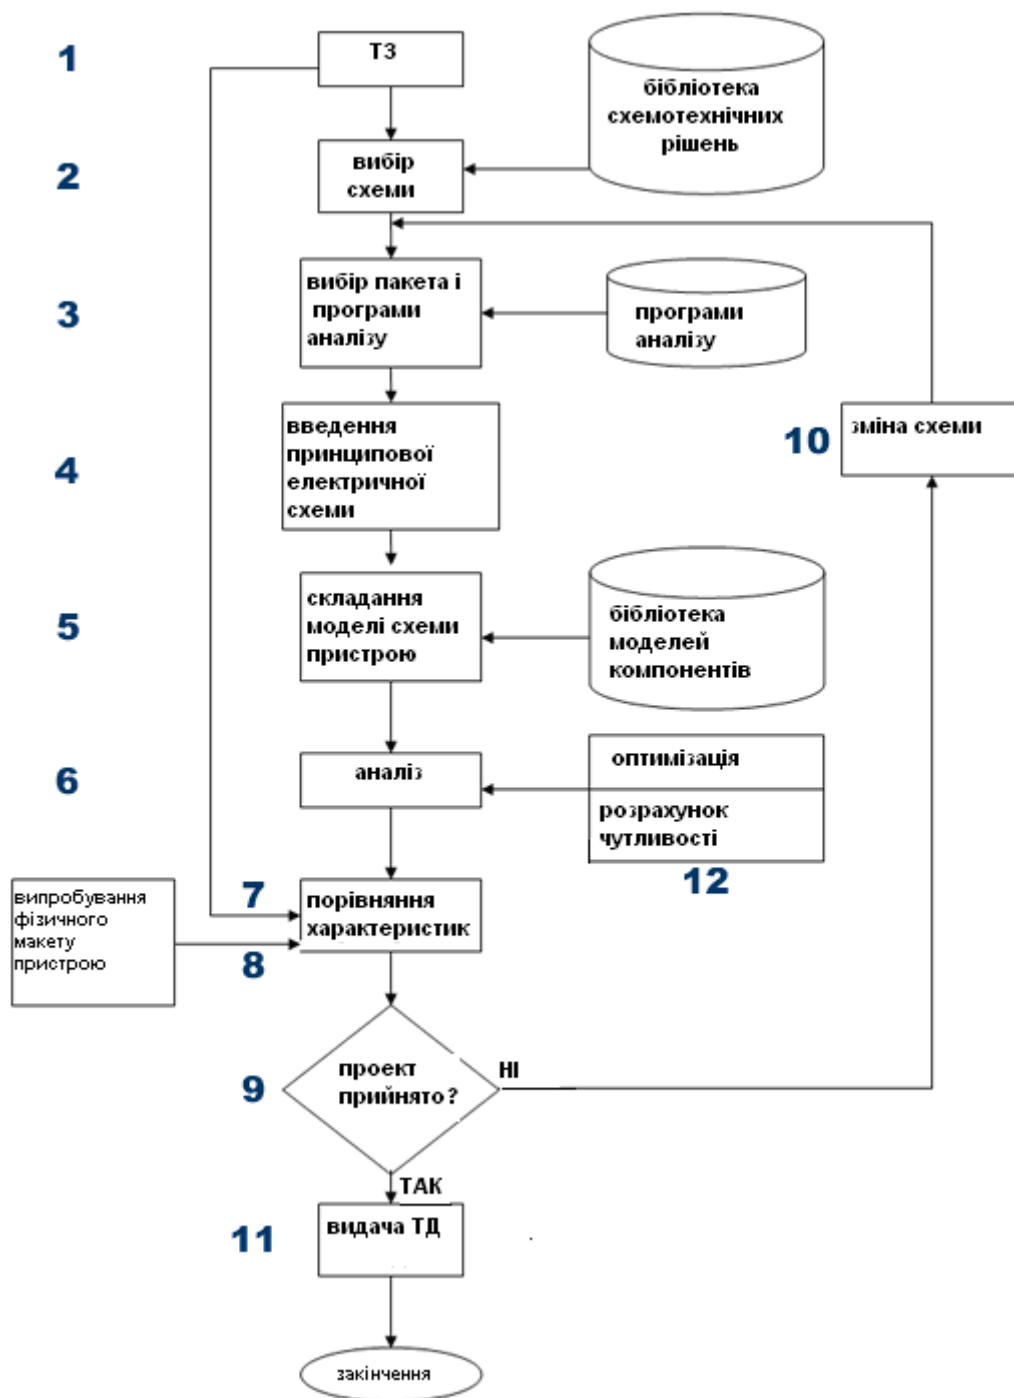 1
ТЗ
бібліотека
схемотехнічних
рішень
2
вибір
схеми
3
вибір пакета і
програми
аналізу
програми
аналізу
4
введення
принципової
електричної
схеми
10
зміна схеми
5
складання
моделі схеми
пристрою
бібліотека
моделей
компонентів
6
аналіз
оптимізація
розрахунок
чутливості
12
випробування
фізичного
макету
пристрою
7
порівняння
характеристик
8
9
проект
прийнято?
НІ
ТАК
11
видача ТД
закінчення